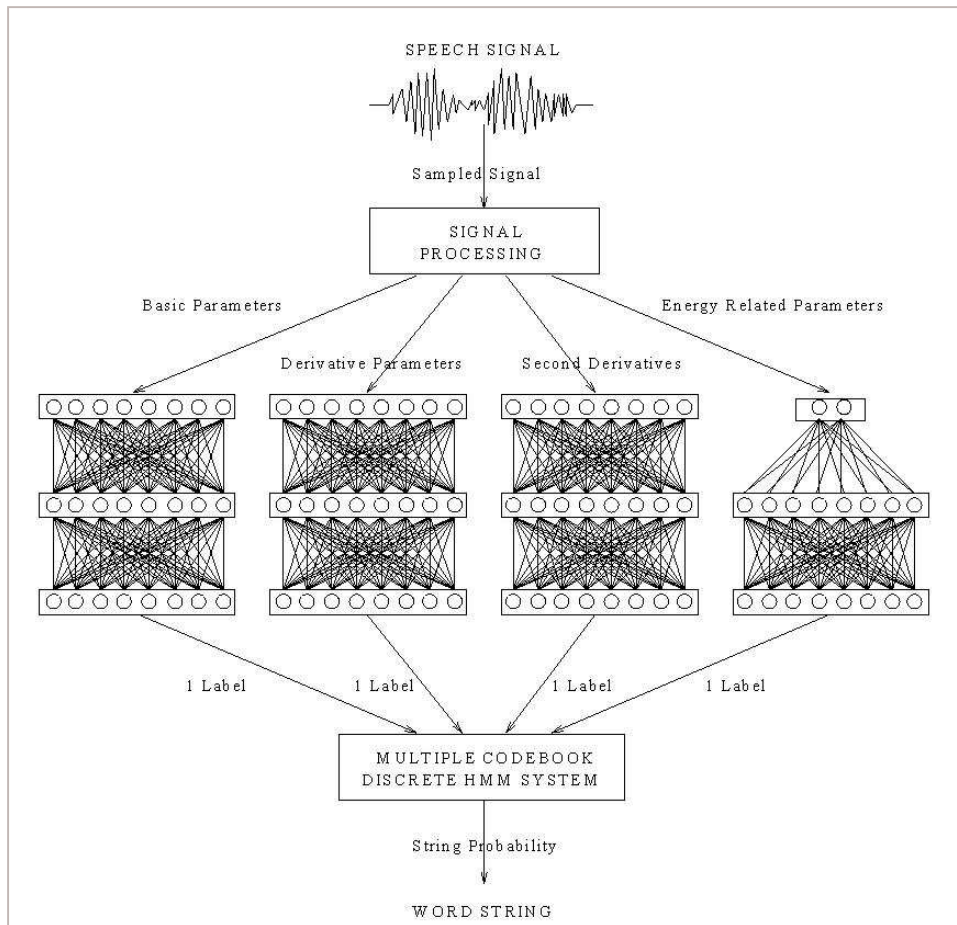 SPEECH SIGNAL
Sampled Signal
SIGNAL
PROCESSING
Basic Parameters
Energy Related Parameters
Derivative Parameters
Second Derivatives
1 Label
1 Label
1 Label
1 Label
MULTIPLE CODEBOOK
DISCRETE HMM SYSTEM
String Probability
WORD STRING